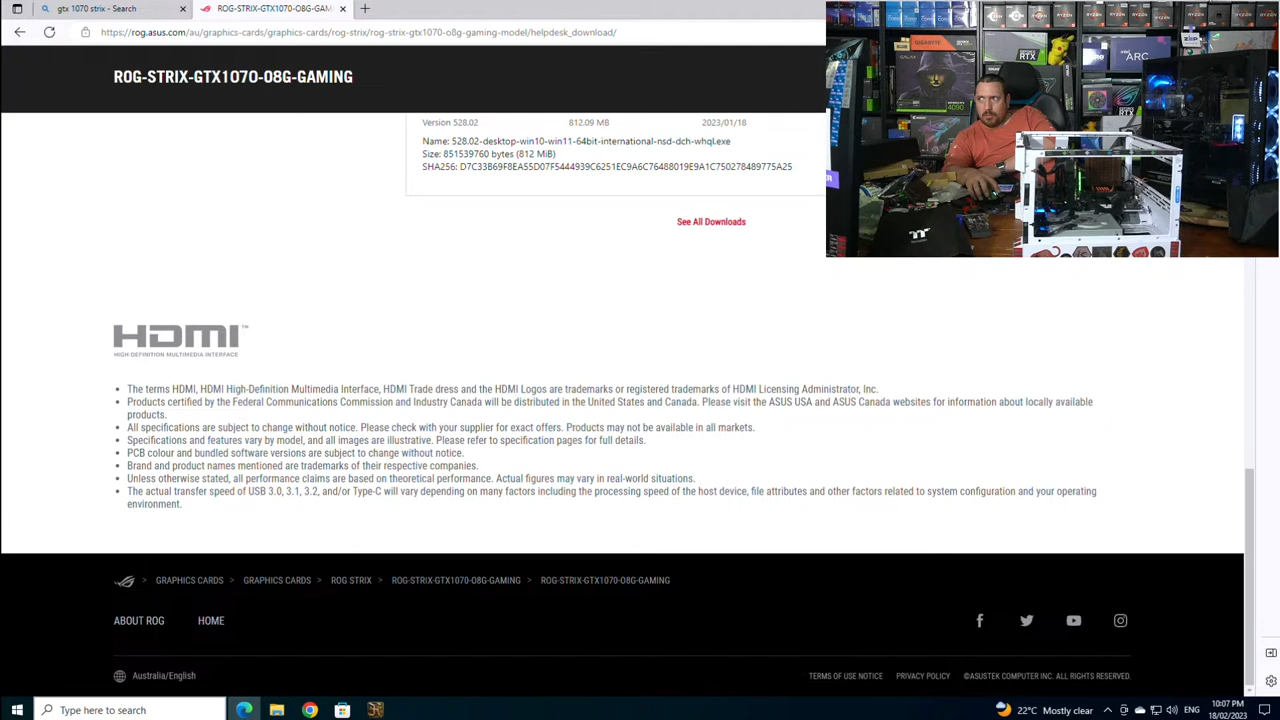 gtx 1070 strix - Search
ROG-STRIX-GTX1070-O8G-GAM
https://rog.asus.com/au/graphics-cards/graphics-cards/rog-strix/rog-strix-gtx1070-o8g-gaming-model/helpdesk_download/
ROG-STRIX-GTX1070-O8G-GAMING
Version 528.02 812.09 MB 2023/01/18
Name: 528.02-desktop-win10-win11-64bit-international-nsd-dch-whql.exe
Size: 851539760 bytes (812 MiB)
SHA256: D7C33B69F8EA55D07F5444939C6251EC9A6C76488019E9A1C750278489775A25
See All Downloads
HDMI™
HIGH-DEFINITION MULTIMEDIA INTERFACE
The terms HDMI, HDMI High-Definition Multimedia Interface, HDMI Trade dress and the HDMI Logos are trademarks or registered trademarks of HDMI Licensing Administrator, Inc.
Products certified by the Federal Communications Commission and Industry Canada will be distributed in the United States and Canada. Please visit the ASUS USA and ASUS Canada websites for information about locally available
products.
All specifications are subject to change without notice. Please check with your supplier for exact offers. Products may not be available in all markets.
Specifications and features vary by model, and all images are illustrative. Please refer to specification pages for full details.
PCB colour and bundled software versions are subject to change without notice.
Brand and product names mentioned are trademarks of their respective companies.
Unless otherwise stated, all performance claims are based on theoretical performance. Actual figures may vary in real-world situations.
The actual transfer speed of USB 3.0, 3.1, 3.2, and/or Type-C will vary depending on many factors including the processing speed of the host device, file attributes and other factors related to system configuration and your operating
environment.
> GRAPHICS CARDS > GRAPHICS CARDS > ROG STRIX > ROG-STRIX-GTX1070-O8G-GAMING > ROG-STRIX-GTX1070-O8G-GAMING
ABOUT ROG HOME
Australia/English
TERMS OF USE NOTICE PRIVACY POLICY ©ASUSTEK COMPUTER INC. ALL RIGHTS RESERVED.
Type here to search
22°C Mostly clear
ENG
10:07 PM
18/02/2023
GIGABYTE
RTX
4090
ARC
RYZEN